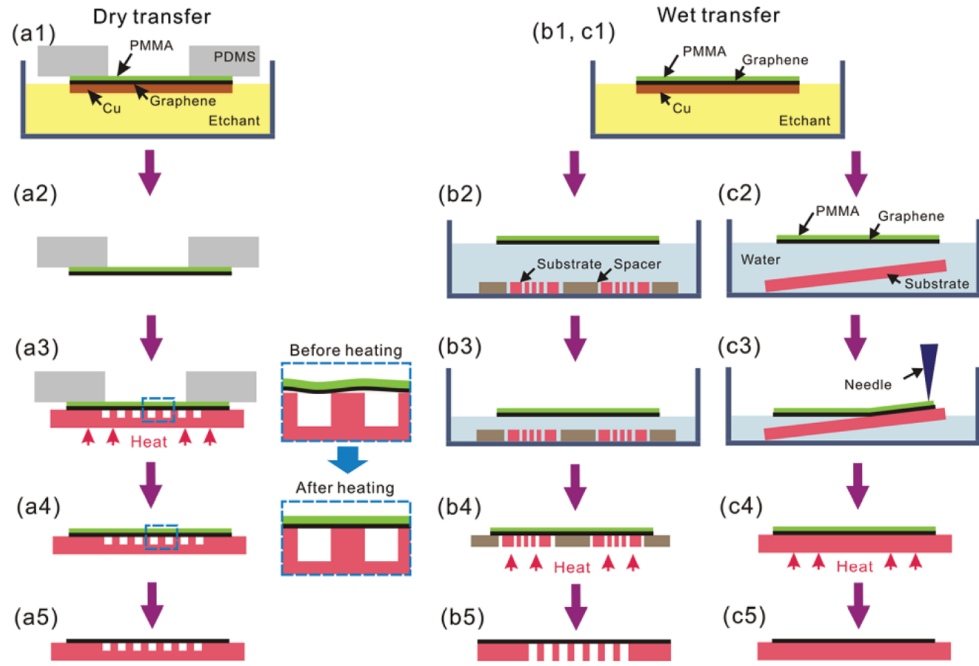 Dry transfer
Wet transfer
(a1)
PMMA
PDMS
Cu
Graphene
Etchant
(b1, c1)
PMMA
Graphene
Cu
Etchant
(a2)
(b2)
Substrate
Spacer
(c2)
PMMA
Graphene
Water
Substrate
(a3)
Heat
Before heating
After heating
(b3)
(c3)
Needle
(a4)
(b4)
Heat
(c4)
Heat
(a5)
(b5)
(c5)